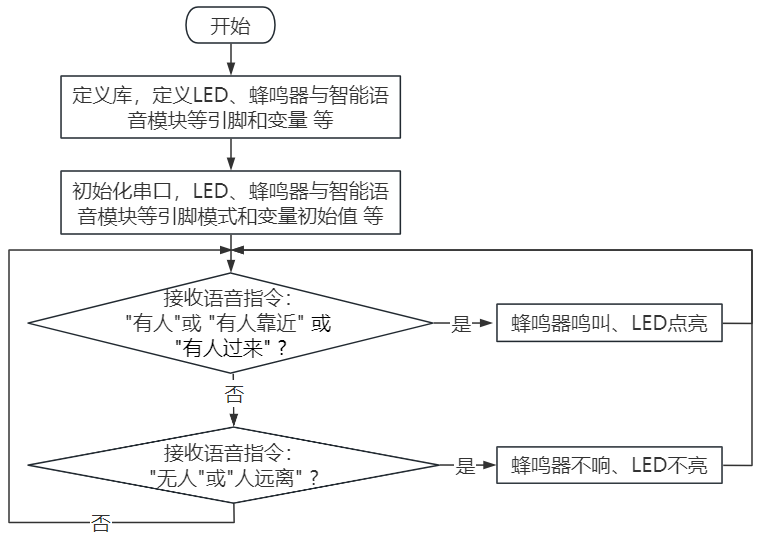 开始
定义库，定义LED、蜂鸣器与智能语
音模块等引脚和变量 等
初始化串口，LED、蜂鸣器与智能语
音模块等引脚模式和变量初始值 等
接收语音指令：
"有人"或 "有人靠近" 或
"有人过来" ?
是
蜂鸣器鸣叫、LED点亮
否
接收语音指令：
"无人"或"人远离" ?
是
蜂鸣器不响、LED不亮
否